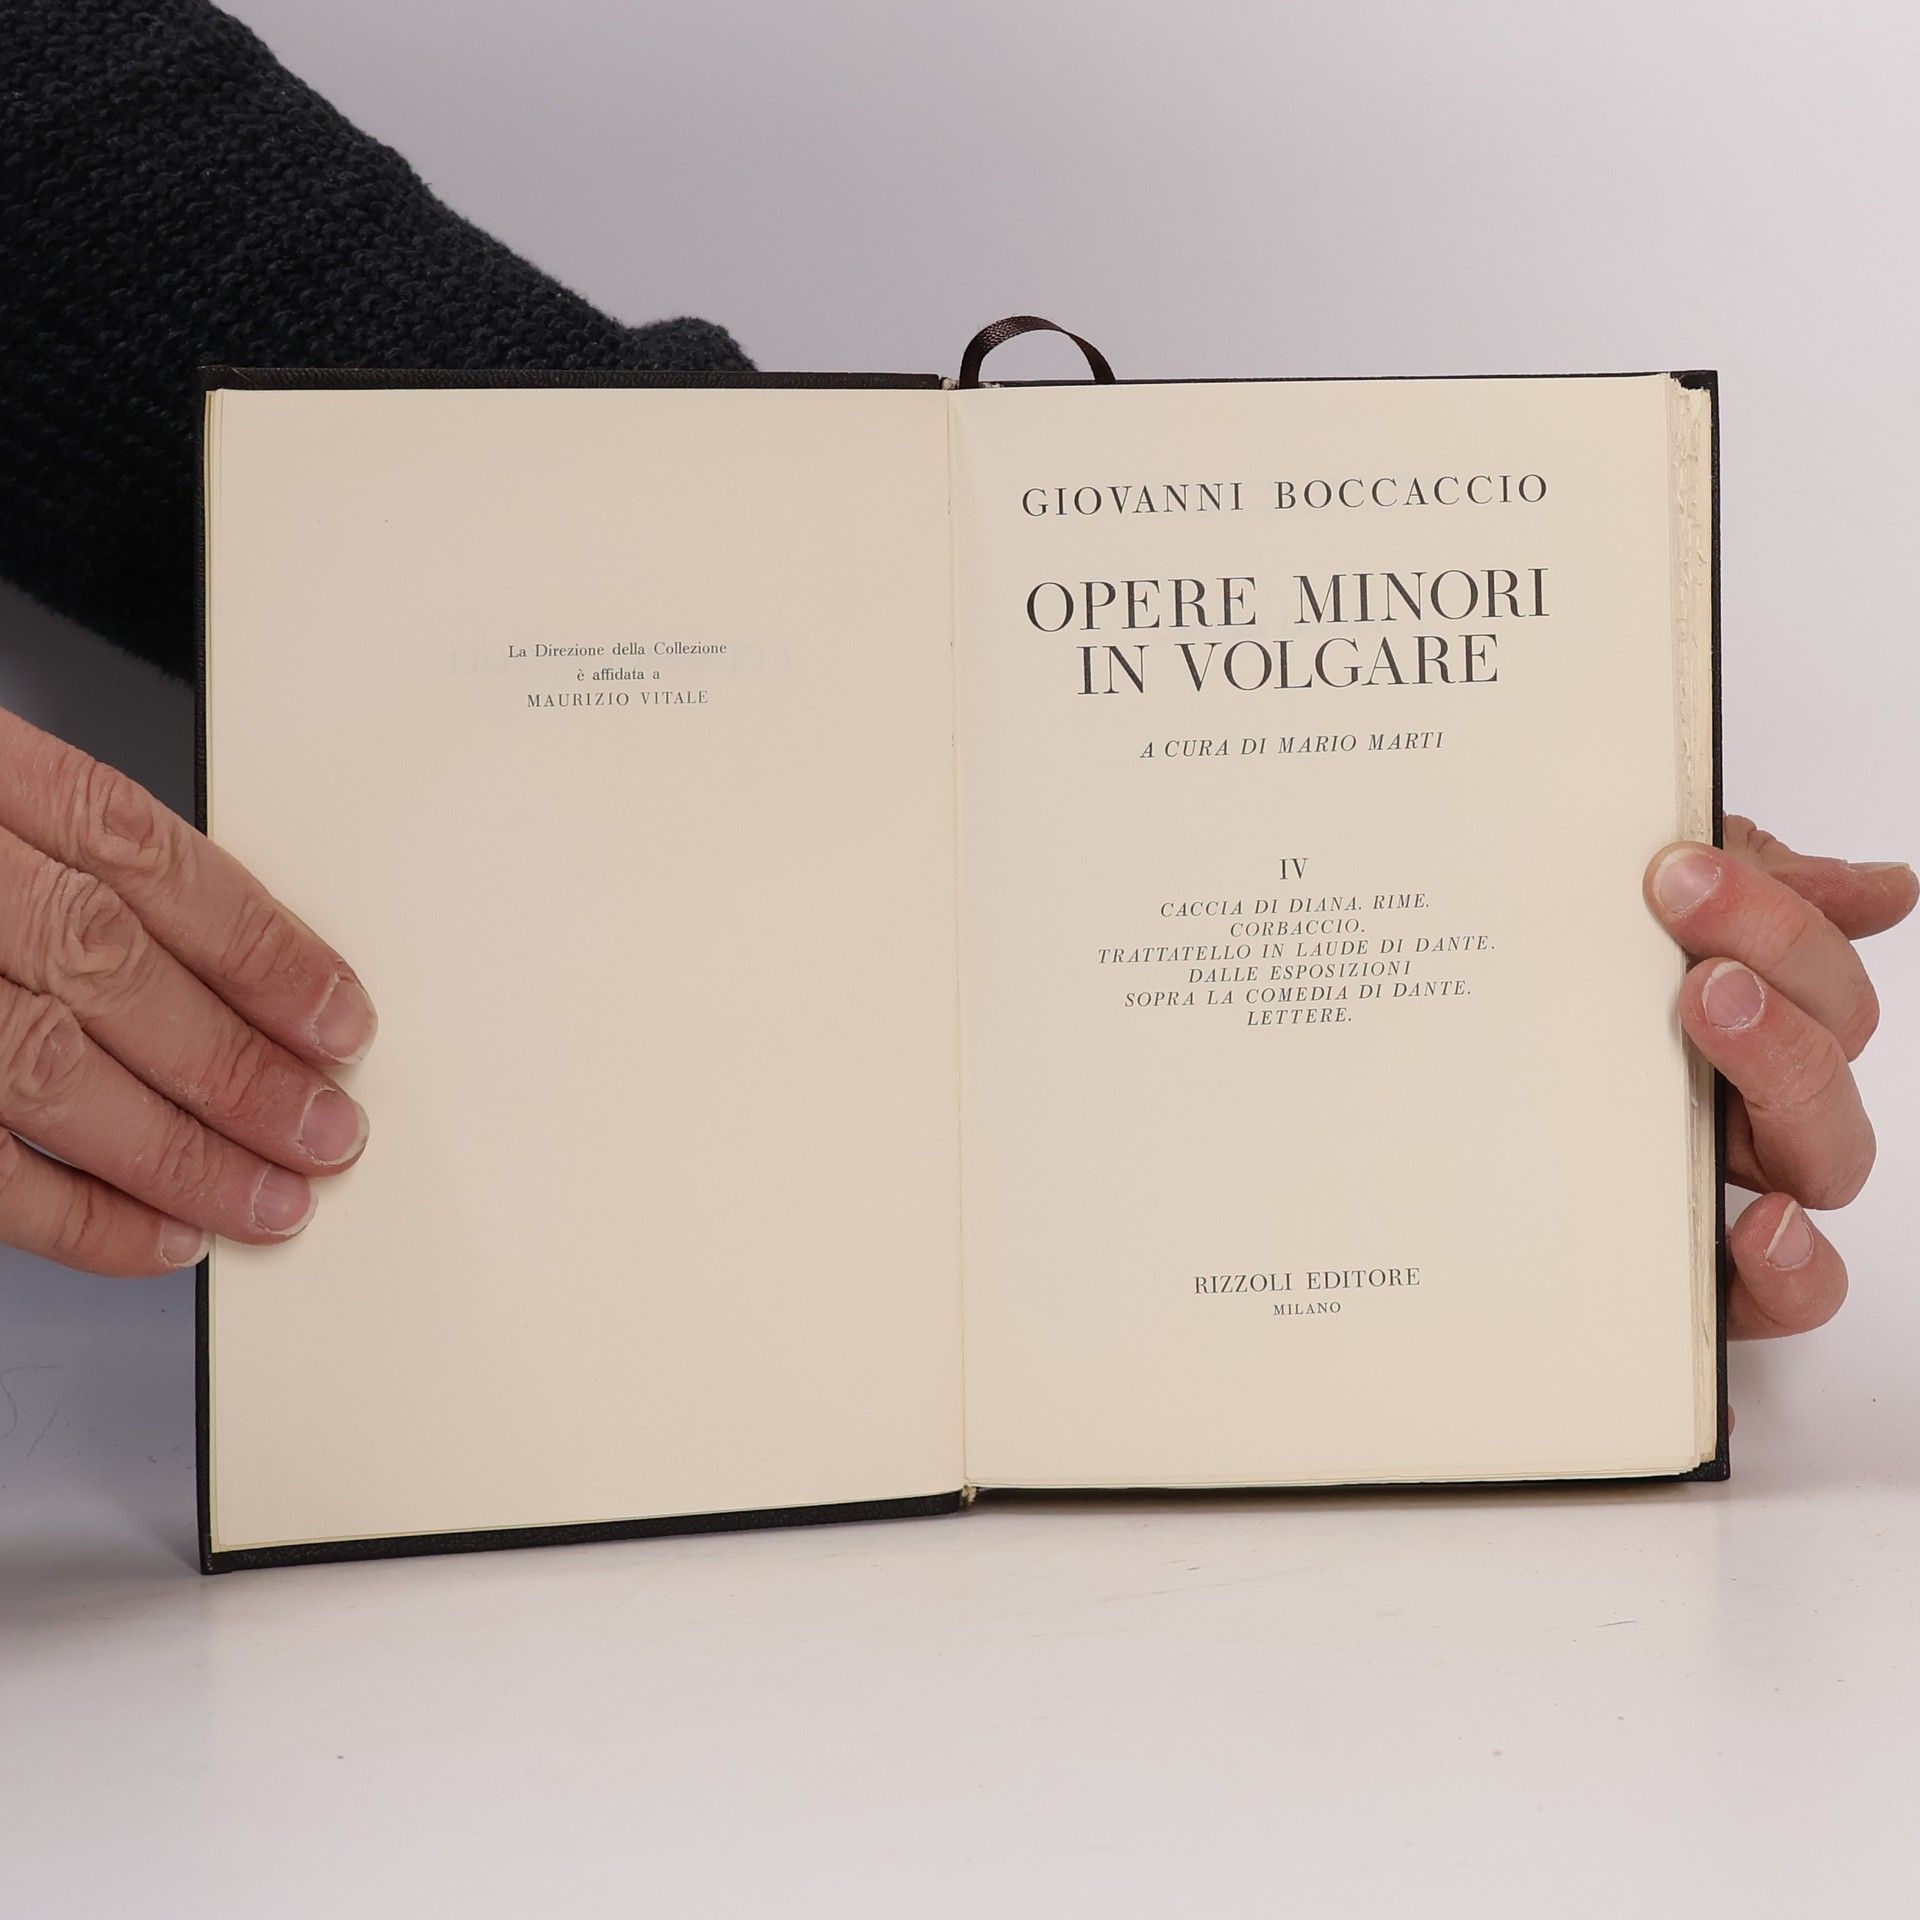 La Direzione della Collezione
è affidata a
MAURIZIO VITALE
GIOVANNI BOCCACCIO
OPERE MINORI
IN VOLGARE
A CURA DI MARIO MARTI
IV
CACCIA DI DIANA. RIME.
CORBACCIO.
TRATTATELLO IN LAUDE DI DANTE.
DALLE ESPOSIZIONI
SOPRA LA COMEDIA DI DANTE.
LETTERE.
RIZZOLI EDITORE
MILANO